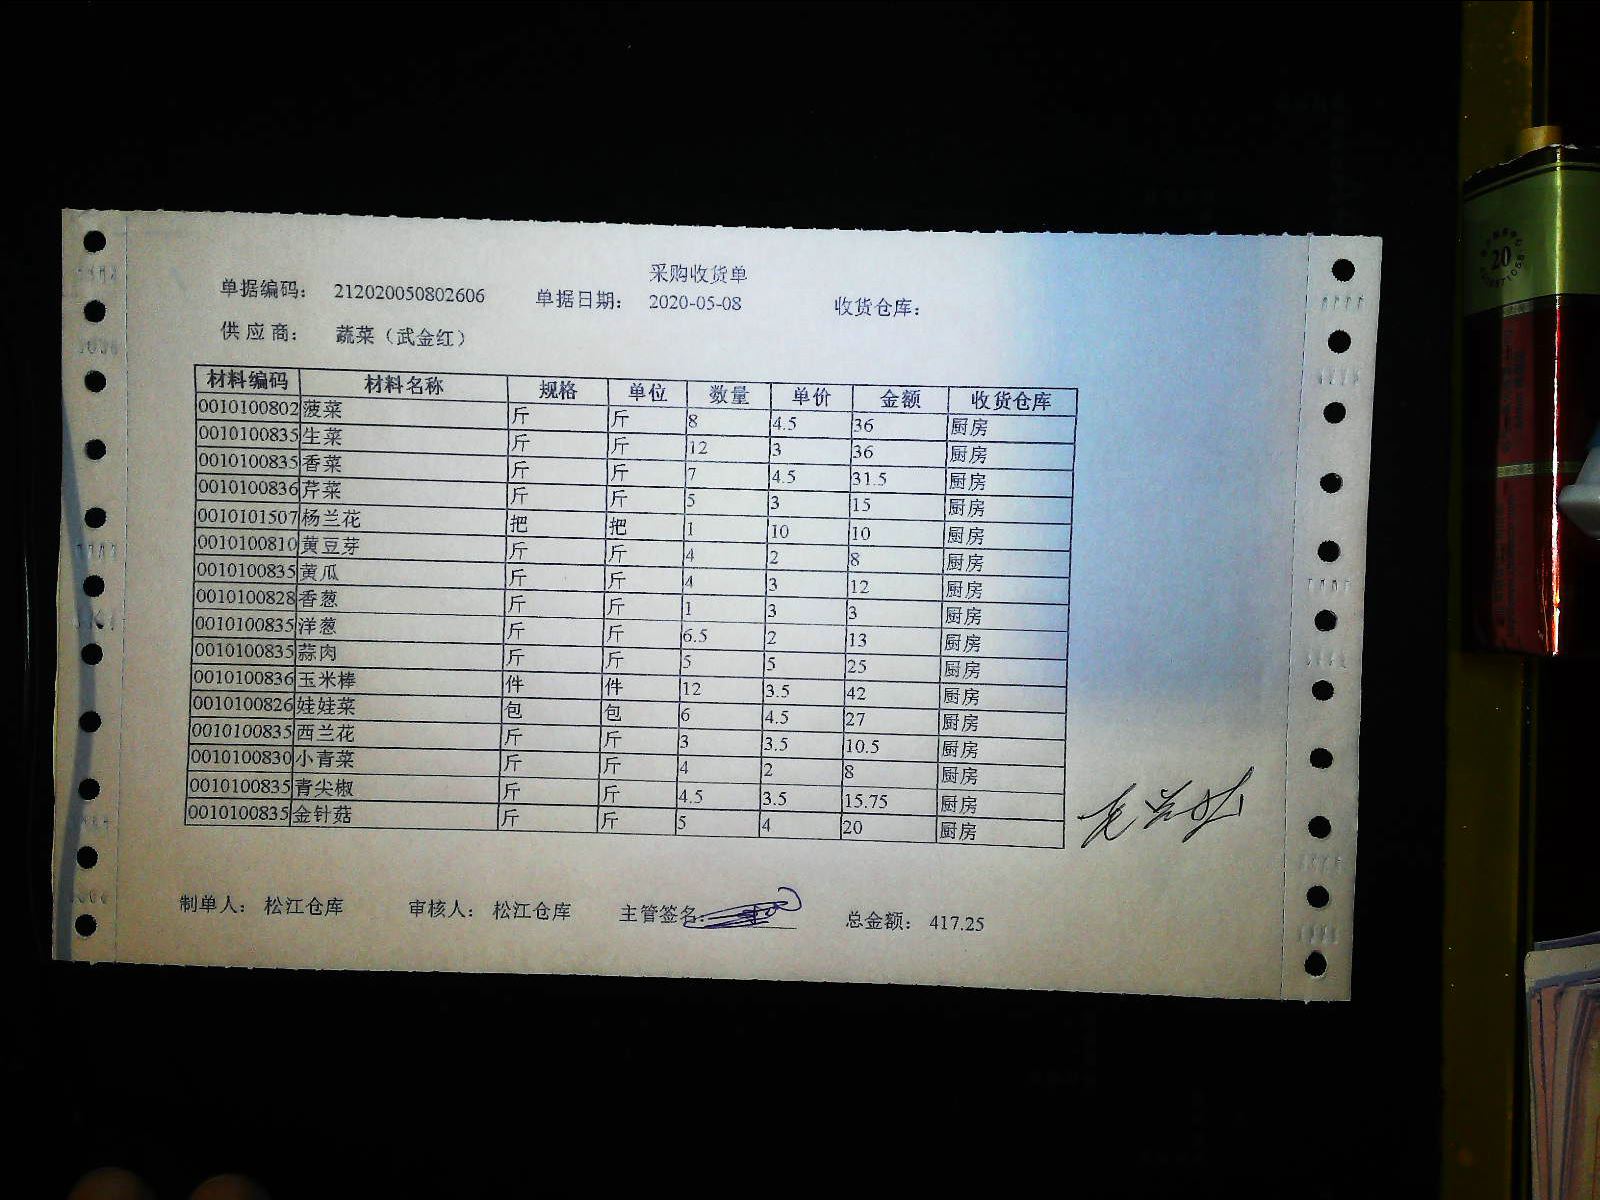 采购收货单
单据编码： 212020050802606 单据日期： 2020-05-08 收货仓库：
供 应 商： 蔬菜（武金红）
材料编码 材料名称 规格 单位 数量 单价 金额 收货仓库
0010100802 菠菜 斤 斤 8 4.5 36 厨房
0010100835 生菜 斤 斤 12 3 36 厨房
0010100835 香菜 斤 斤 7 4.5 31.5 厨房
0010100836 芹菜 斤 斤 5 3 15 厨房
0010101507 杨兰花 把 把 1 10 10 厨房
0010100810 黄豆芽 斤 斤 4 2 8 厨房
0010100835 黄瓜 斤 斤 4 3 12 厨房
0010100828 香葱 斤 斤 1 3 3 厨房
0010100835 洋葱 斤 斤 6.5 2 13 厨房
0010100835 蒜肉 斤 斤 5 5 25 厨房
0010100836 玉米棒 件 件 12 3.5 42 厨房
0010100826 娃娃菜 包 包 6 4.5 27 厨房
0010100835 西兰花 斤 斤 3 3.5 10.5 厨房
0010100830 小青菜 斤 斤 4 2 8 厨房
0010100835 青尖椒 斤 斤 4.5 3.5 15.75 厨房
0010100835 金针菇 斤 斤 5 4 20 厨房
制单人： 松江仓库 审核人： 松江仓库 主管签名： 总金额： 417.25
20